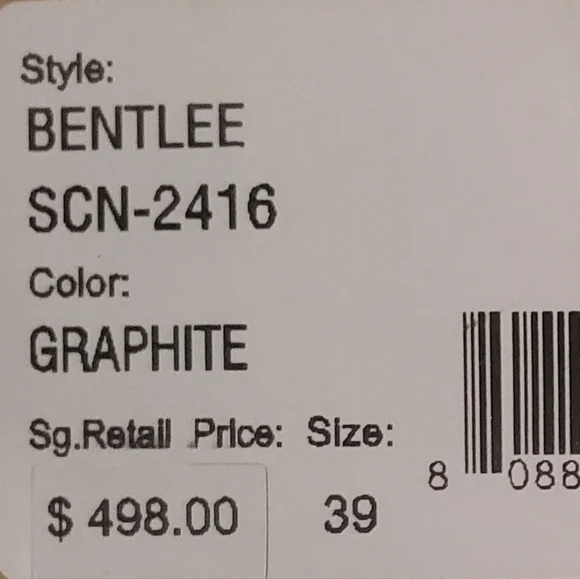 Style:
BENTLEE
SCN-2416
Color:
GRAPHITE
Sg.Retail Price: Size:
$ 498.00 39
8 088